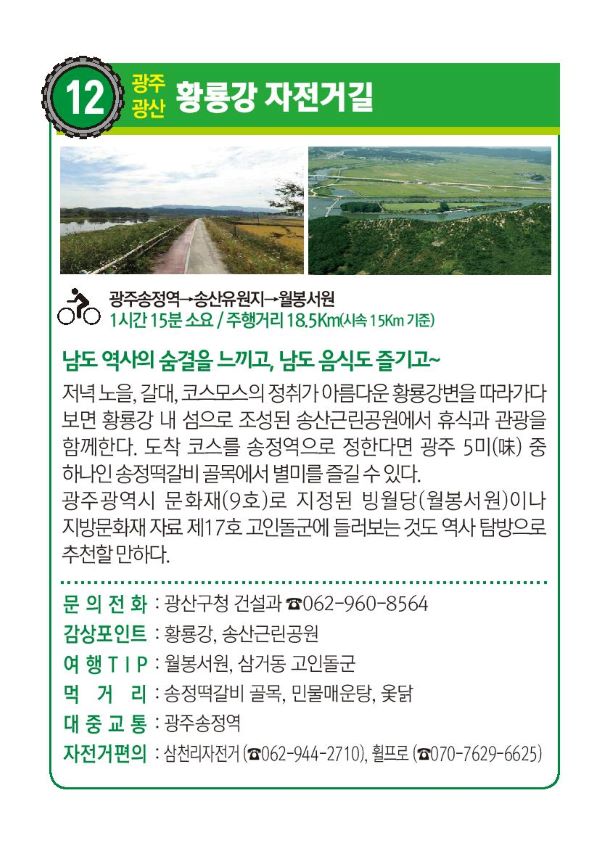 12 광주 광산 황룡강 자전거길
광주송정역→송산유원지→월봉서원
1시간 15분 소요 / 주행거리 18.5Km(시속 15Km 기준)
남도 역사의 숨결을 느끼고, 남도 음식도 즐기고~
저녁 노을, 갈대, 코스모스의 정취가 아름다운 황룡강변을 따라가다
보면 황룡강 내 섬으로 조성된 송산근린공원에서 휴식과 관광을
함께한다. 도착 코스를 송정역으로 정한다면 광주 5미(味) 중
하나인 송정떡갈비 골목에서 별미를 즐길 수 있다.
광주광역시 문화재(9호)로 지정된 빙월당(월봉서원)이나
지방문화재 자료 제17호 고인돌군에 들러보는 것도 역사 탐방으로
추천할 만하다.
문의전화 : 광산구청 건설과 ☎062-960-8564
감상포인트 : 황룡강, 송산근린공원
여행TIP : 월봉서원, 삼거동 고인돌군
먹거리 : 송정떡갈비 골목, 민물매운탕, 옻닭
대중교통 : 광주송정역
자전거편의 : 삼천리자전거 (☎062-944-2710), 휠프로 (☎070-7629-6625)